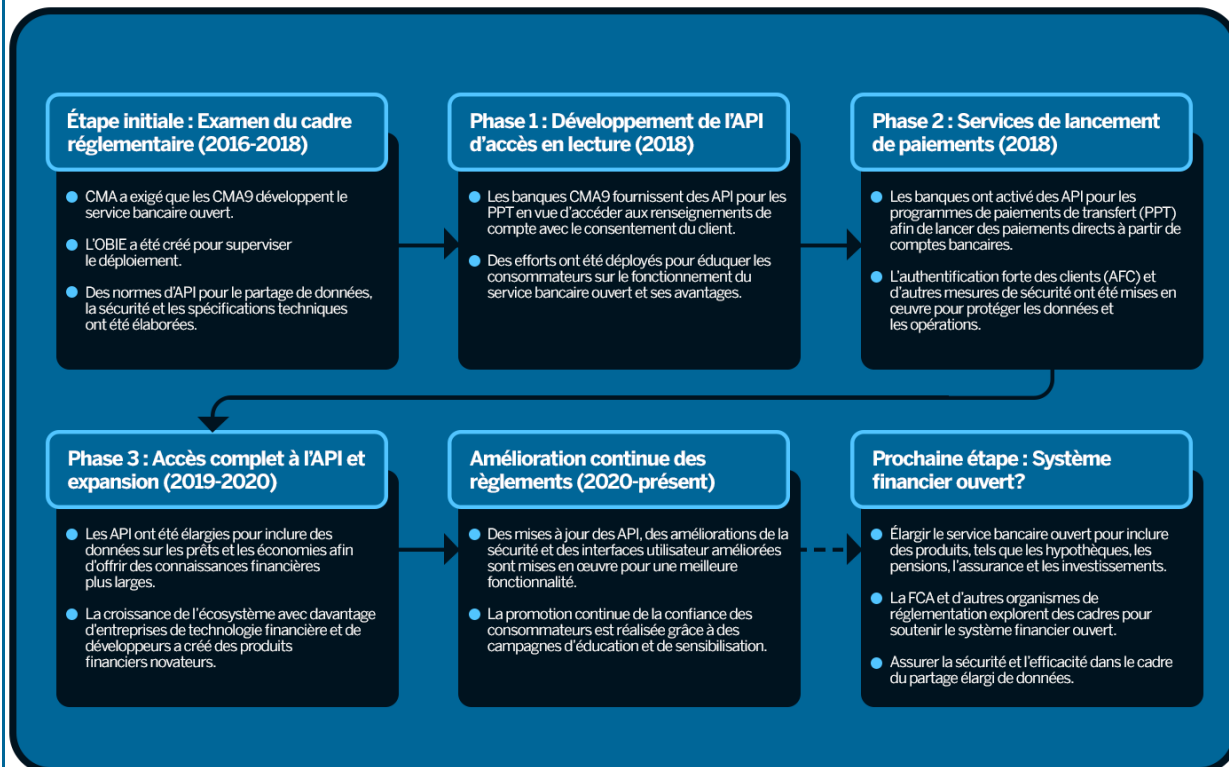 Étape initiale : Examen du cadre
réglementaire (2016-2018)
CMA a exigé que les CMA9 développent le
service bancaire ouvert.
L'OBIE a été créé pour superviser
le déploiement.
Des normes d'API pour le partage de données,
la sécurité et les spécifications techniques
ont été élaborées.
Phase 1 : Développement de l'API
d'accès en lecture (2018)
Les banques CMA9 fournissent des API pour les
PPT en vue d'accéder aux renseignements de
compte avec le consentement du client.
Des efforts ont été déployés pour éduquer les
consommateurs sur le fonctionnement du
service bancaire ouvert et ses avantages.
Phase 2 : Services de lancement
de paiements (2018)
Les banques ont activé des API pour les
programmes de paiements de transfert (PPT)
afin de lancer des paiements directs à partir de
comptes bancaires.
L'authentification forte des clients (AFC) et
d'autres mesures de sécurité ont été mises en
œuvre pour protéger les données et
les opérations.
Phase 3 : Accès complet à l'API et
expansion (2019-2020)
Les API ont été élargies pour inclure des
données sur les prêts et les économies afin
d'offrir des connaissances financières
plus larges.
La croissance de l'écosystème avec davantage
d'entreprises de technologie financière et de
développeurs a créé des produits
financiers novateurs.
Amélioration continue des
règlements (2020-présent)
Des mises à jour des API, des améliorations de la
sécurité et des interfaces utilisateur améliorées
sont mises en œuvre pour une meilleure
fonctionnalité.
La promotion continue de la confiance des
consommateurs est réalisée grâce à des
campagnes d'éducation et de sensibilisation.
Prochaine étape : Système
financier ouvert?
Élargir le service bancaire ouvert pour inclure
des produits, tels que les hypothèques, les
pensions, l'assurance et les investissements.
La FCA et d'autres organismes de
réglementation explorent des cadres pour
soutenir le système financier ouvert.
Assurer la sécurité et l'efficacité dans le cadre
du partage élargi de données.